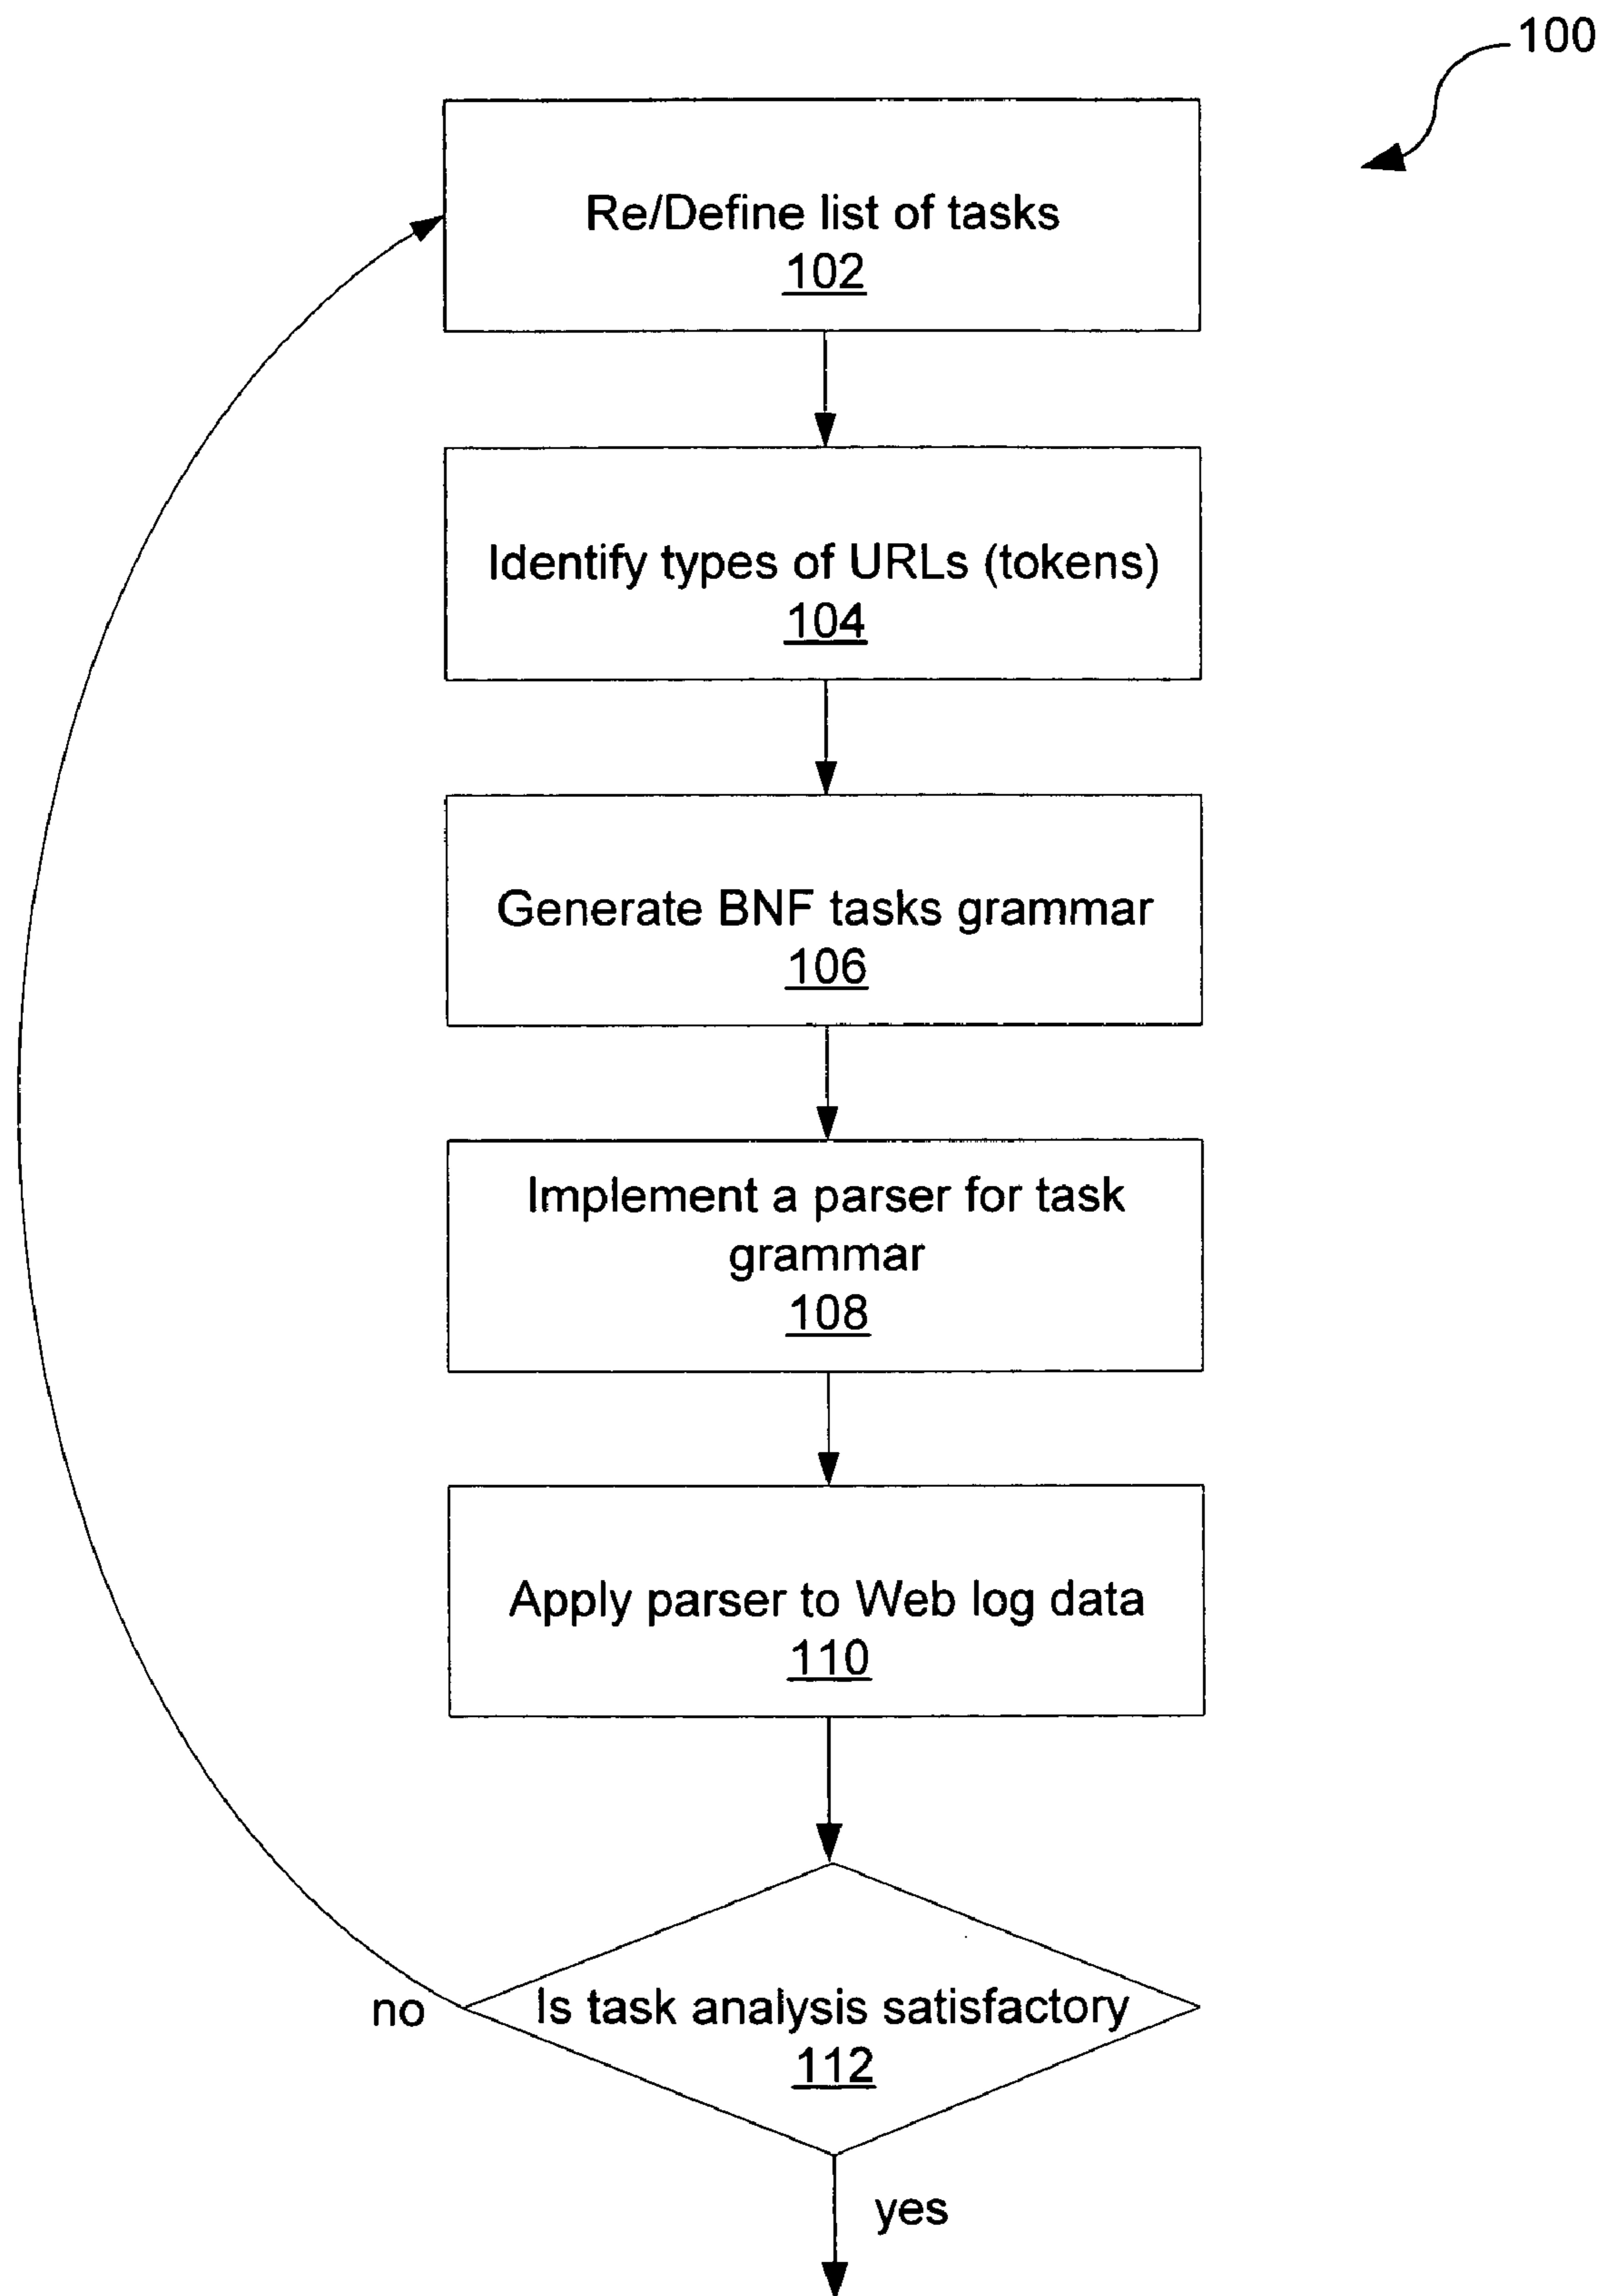 100
Re/Define list of tasks
102
Identify types of URLs (tokens)
104
Generate BNF tasks grammar
106
Implement a parser for task
grammar
108
Apply parser to Web log data
110
no
Is task analysis satisfactory
112
yes